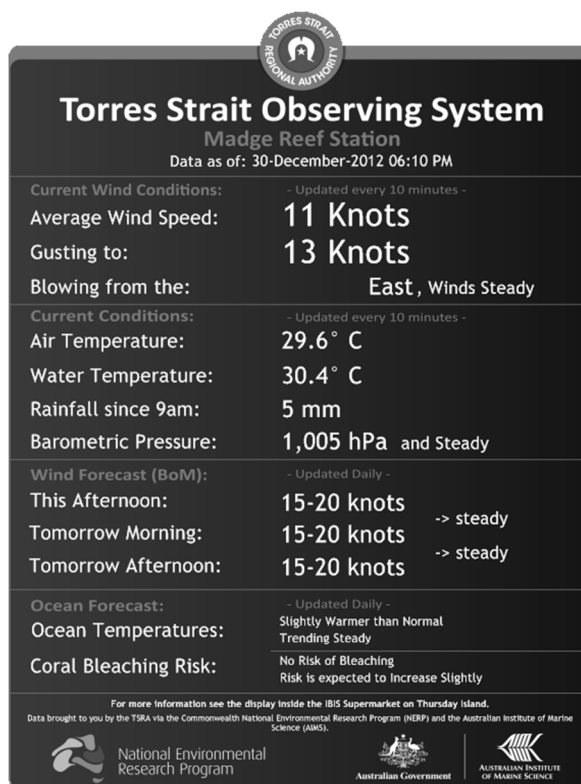 TORRES STRAIT
REGIONAL AUTHORITY
Torres Strait Observing System
Madge Reef Station
Data as of: 30-December-2012 06:10 PM
Current Wind Conditions: - Updated every 10 minutes -
Average Wind Speed: 11 Knots
Gusting to: 13 Knots
Blowing from the: East, Winds Steady
Current Conditions: - Updated every 10 minutes -
Air Temperature: 29.6° C
Water Temperature: 30.4° C
Rainfall since 9am: 5 mm
Barometric Pressure: 1,005 hPa and Steady
Wind Forecast (BoM): - Updated Daily -
This Afternoon: 15-20 knots
-> steady
Tomorrow Morning: 15-20 knots
-> steady
Tomorrow Afternoon: 15-20 knots
Ocean Forecast: - Updated Daily -
Ocean Temperatures: Slightly Warmer than Normal
Trending Steady
Coral Bleaching Risk: No Risk of Bleaching
Risk is expected to Increase Slightly
For more information see the display inside the IBIS Supermarket on Thursday Island.
Data brought to you by the TSRA via the Commonwealth National Environmental Research Program (NERP) and the Australian Institute of Marine
Science (AIMS).
National Environmental
Research Program
Australian Government
AUSTRALIAN INSTITUTE
OF MARINE SCIENCE